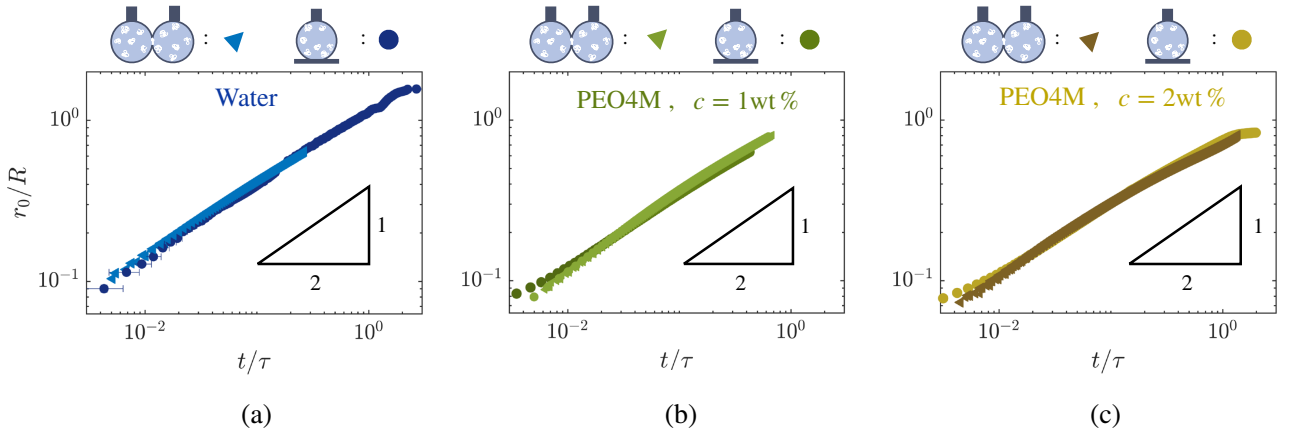 : : : : : :
Water PEO4M , c = 1wt % PEO4M , c = 2wt %
10^0 10^0 10^0
r_0/R
1 1 1
10^{-1} 10^{-1} 10^{-1}
2 2 2
10^{-2} 10^0 10^{-2} 10^0 10^{-2} 10^0
t/τ t/τ t/τ
(a) (b) (c)